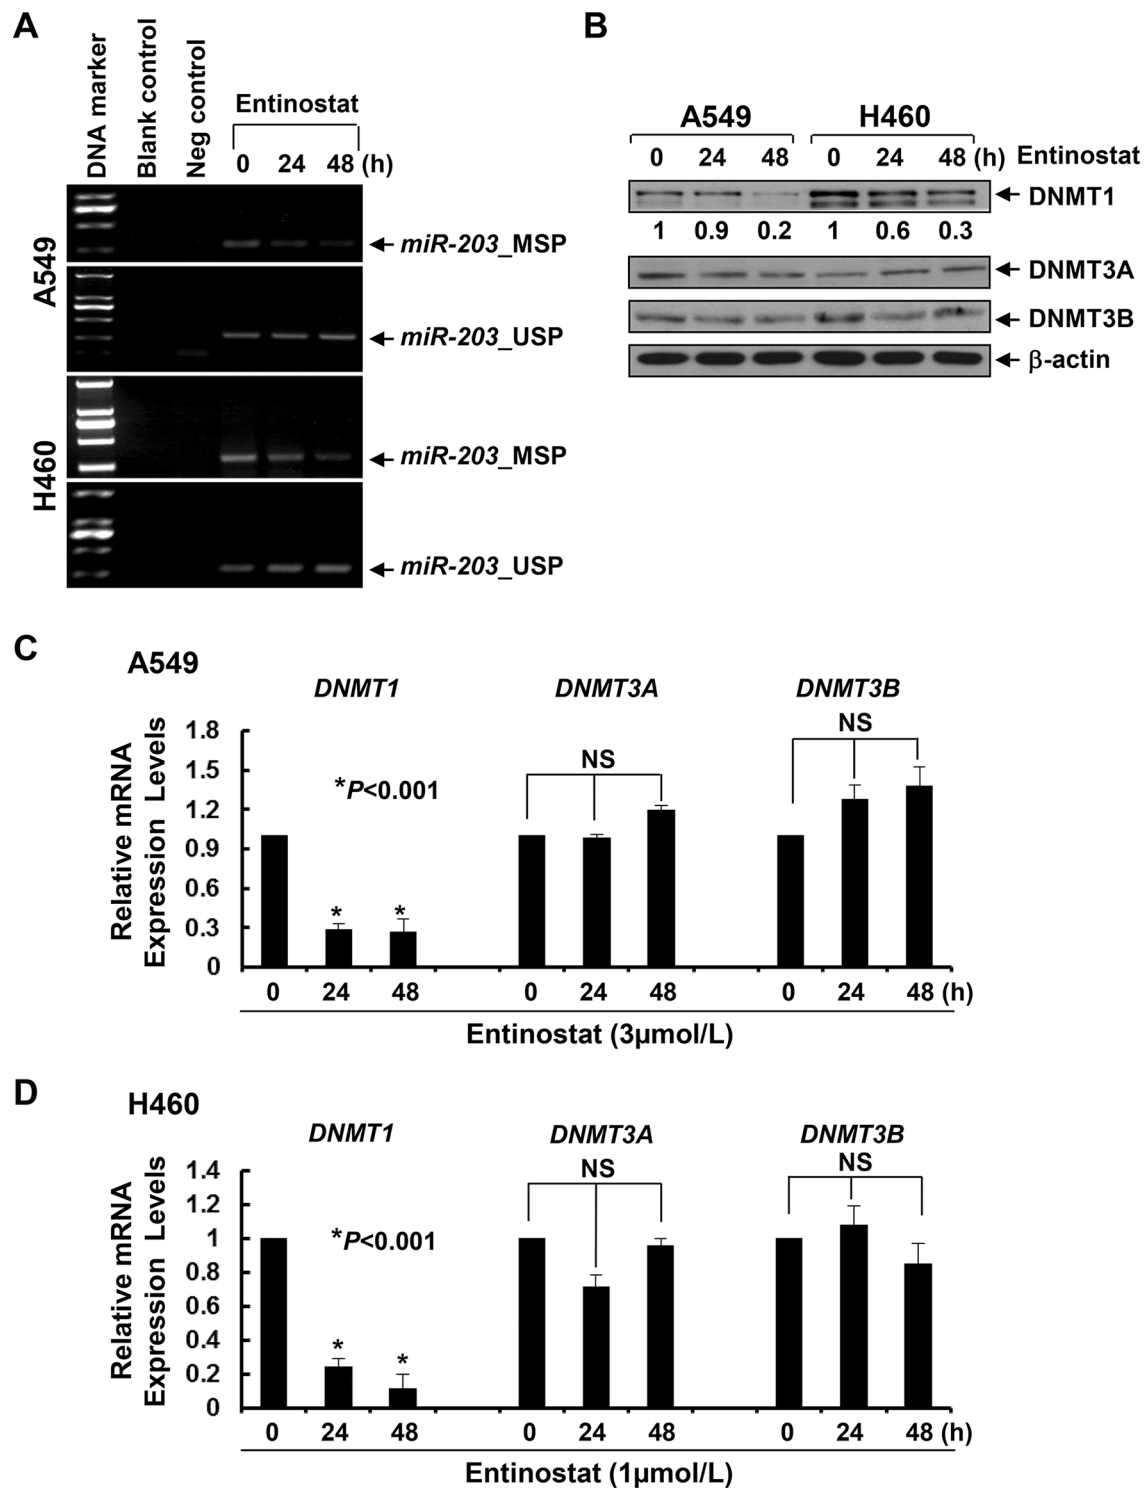 A
DNA marker
Blank control
Neg control
Entinostat
0 24 48 (h)
A549
miR-203_MSP
miR-203_USP
H460
miR-203_MSP
miR-203_USP
B
A549 H460
0 24 48 0 24 48 (h) Entinostat
DNMT1
1 0.9 0.2 1 0.6 0.3
DNMT3A
DNMT3B
β-actin
C
A549
DNMT1 DNMT3A DNMT3B
Relative mRNA
Expression Levels
1.8
1.5
1.2
0.9
0.6
0.3
0
*P<0.001
NS
NS
* *
0 24 48 0 24 48 0 24 48 (h)
Entinostat (3µmol/L)
D
H460
DNMT1 DNMT3A DNMT3B
Relative mRNA
Expression Levels
1.4
1.2
1
0.8
0.6
0.4
0.2
0
*P<0.001
NS
NS
* *
0 24 48 0 24 48 0 24 48 (h)
Entinostat (1µmol/L)